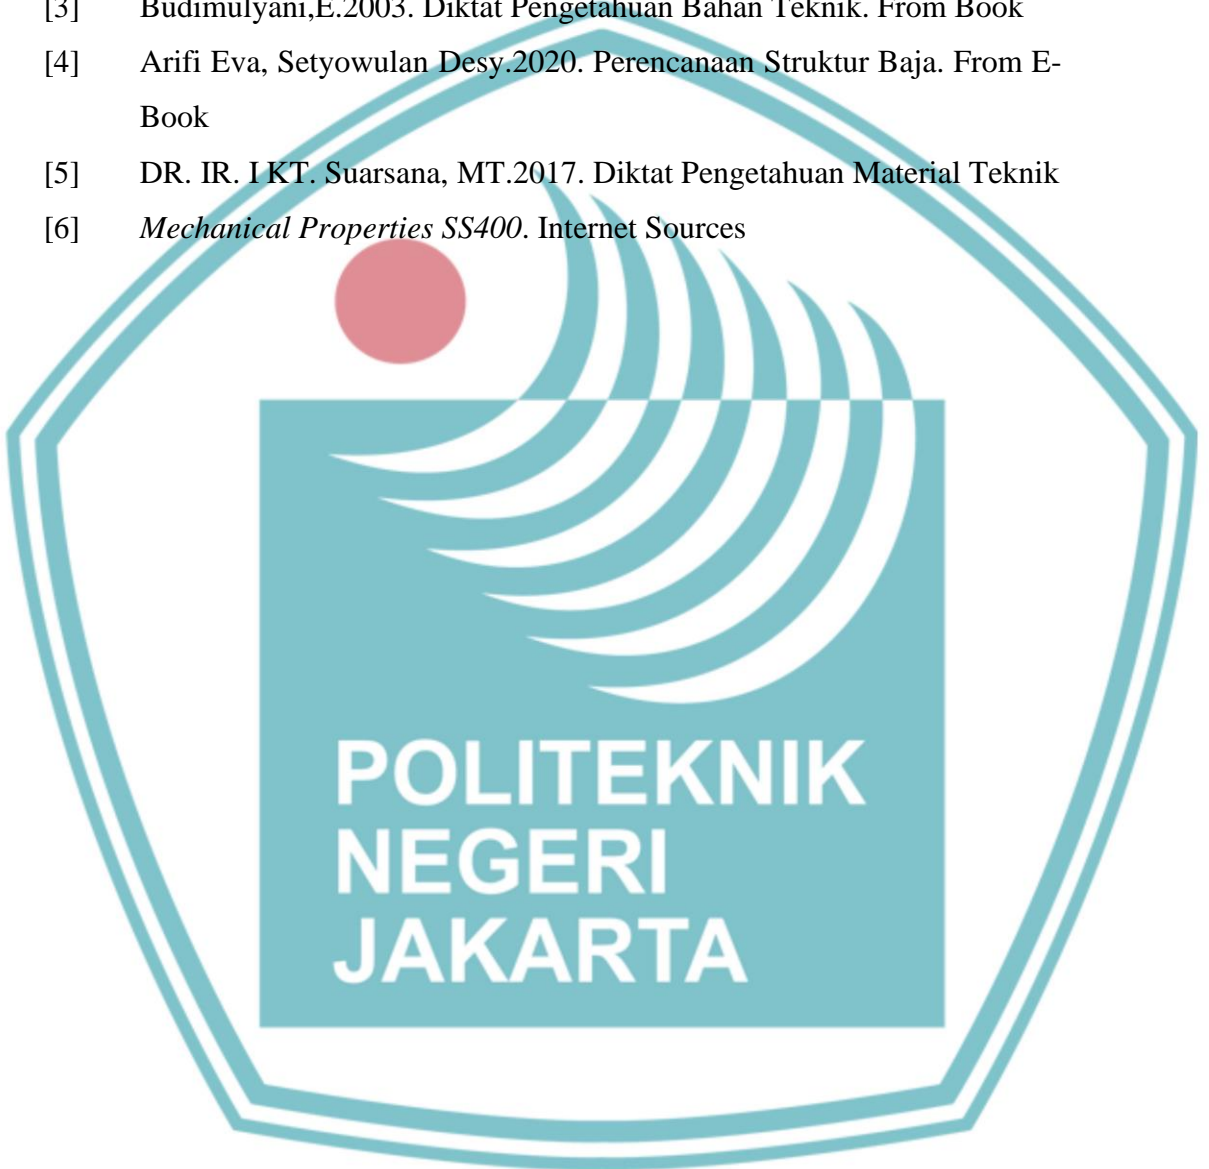 [3] Budimulyani,E.2003. Diktat Pengetahuan Bahan Teknik. From Book
[4] Arifi Eva, Setyowulan Desy.2020. Perencanaan Struktur Baja. From E-
Book
[5] DR. IR. I KT. Suarsana, MT.2017. Diktat Pengetahuan Material Teknik
[6] Mechanical Properties SS400. Internet Sources
POLITEKNIK
NEGERI
JAKARTA